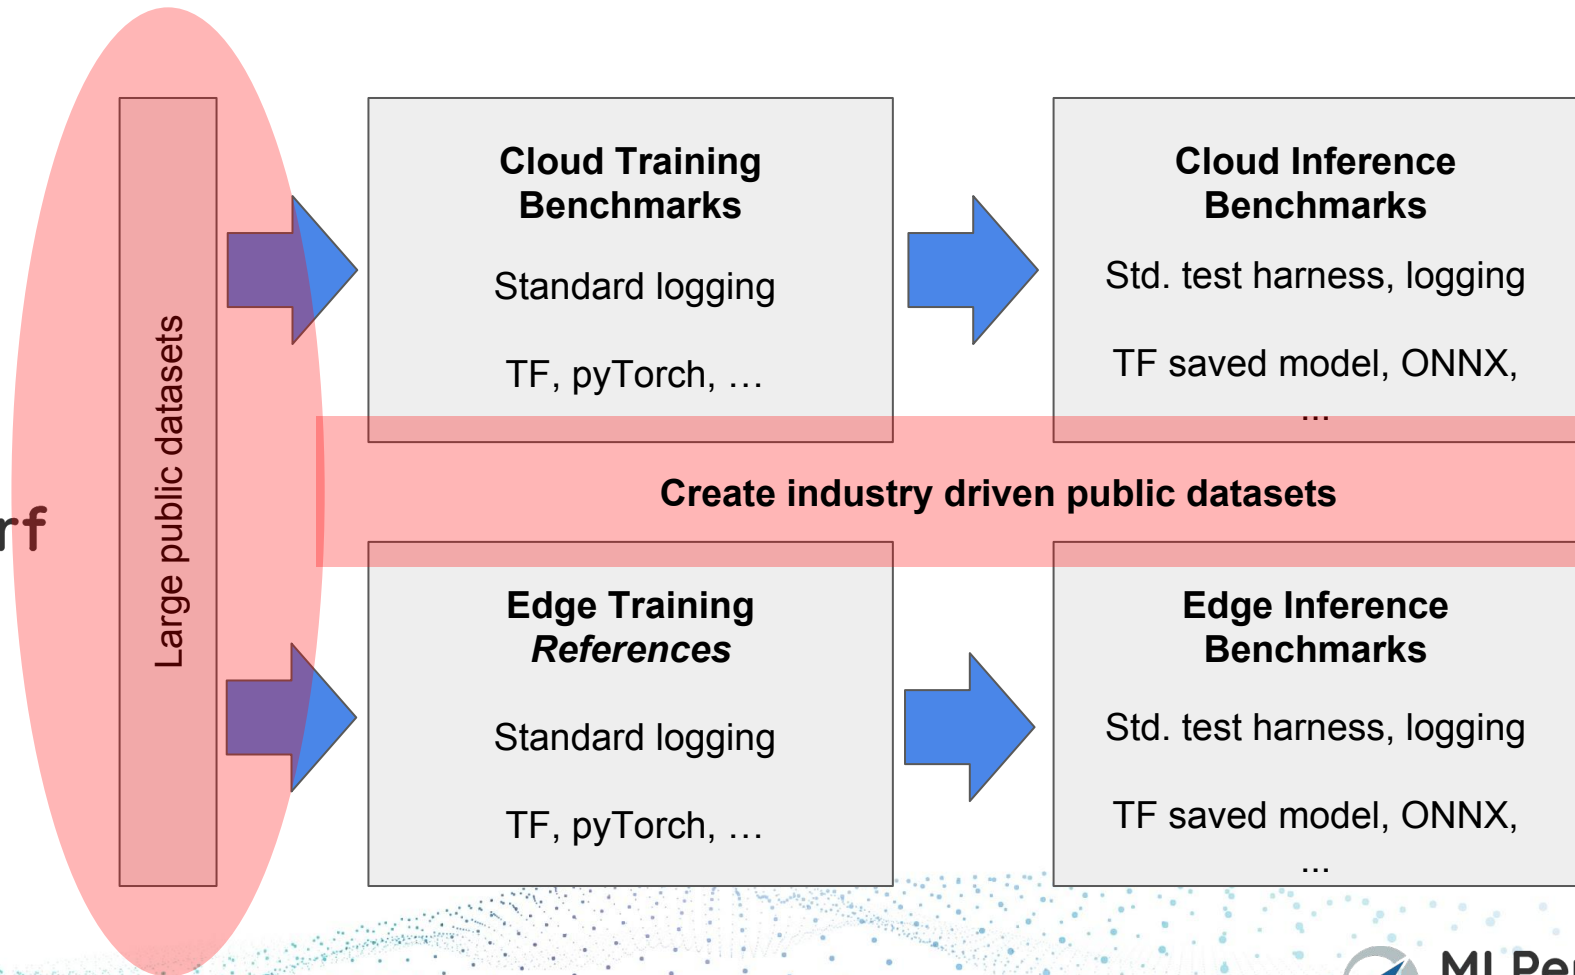 Large public datasets
Cloud Training
Benchmarks
Standard logging
TF, pyTorch, …
Cloud Inference
Benchmarks
Std. test harness, logging
TF saved model, ONNX,
...
Create industry driven public datasets
rf
Edge Training
References
Standard logging
TF, pyTorch, …
Edge Inference
Benchmarks
Std. test harness, logging
TF saved model, ONNX,
...
MLPer